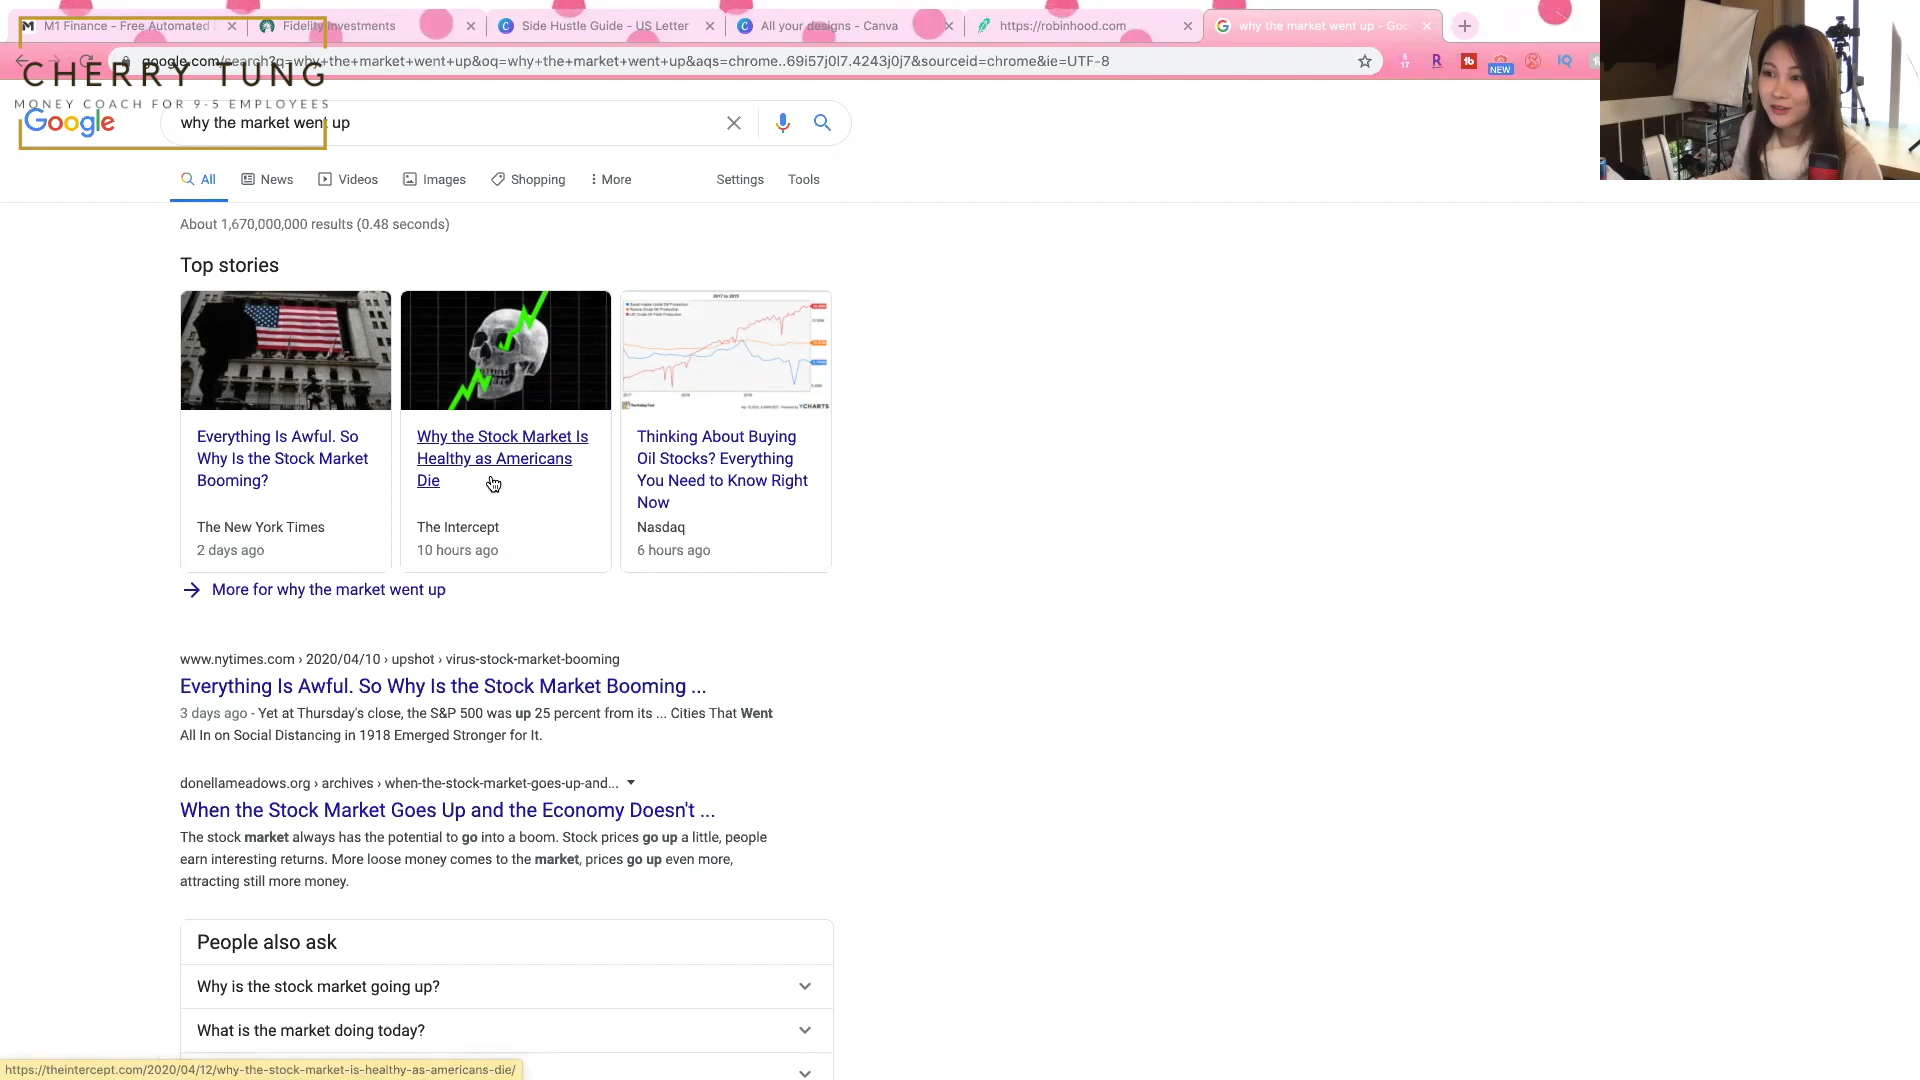 M1 Finance - Free Automated
Fidelity Investments
Side Hustle Guide - US Letter
All your designs - Canva
https://robinhood.com
why the market went up - Goo
google.com/search?q=why+the+market+went+up&oq=why+the+market+went+up&aqs=chrome..69i57j0l7.4243j0j7&sourceid=chrome&ie=UTF-8
NEW
CHERRY TUNG
MONEY COACH FOR 9-5 EMPLOYEES
Google
why the market went up
All
News
Videos
Images
Shopping
More
Settings
Tools
About 1,670,000,000 results (0.48 seconds)
Top stories
2017 to 2019
YCHARTS
Everything Is Awful. So
Why Is the Stock Market
Booming?
The New York Times
2 days ago
Why the Stock Market Is
Healthy as Americans
Die
The Intercept
10 hours ago
Thinking About Buying
Oil Stocks? Everything
You Need to Know Right
Now
Nasdaq
6 hours ago
More for why the market went up
www.nytimes.com › 2020/04/10 › upshot › virus-stock-market-booming
Everything Is Awful. So Why Is the Stock Market Booming ...
3 days ago - Yet at Thursday's close, the S&P 500 was up 25 percent from its ... Cities That Went
All In on Social Distancing in 1918 Emerged Stronger for It.
donellameadows.org › archives › when-the-stock-market-goes-up-and...
When the Stock Market Goes Up and the Economy Doesn't ...
The stock market always has the potential to go into a boom. Stock prices go up a little, people
earn interesting returns. More loose money comes to the market, prices go up even more,
attracting still more money.
People also ask
Why is the stock market going up?
What is the market doing today?
https://theintercept.com/2020/04/12/why-the-stock-market-is-healthy-as-americans-die/